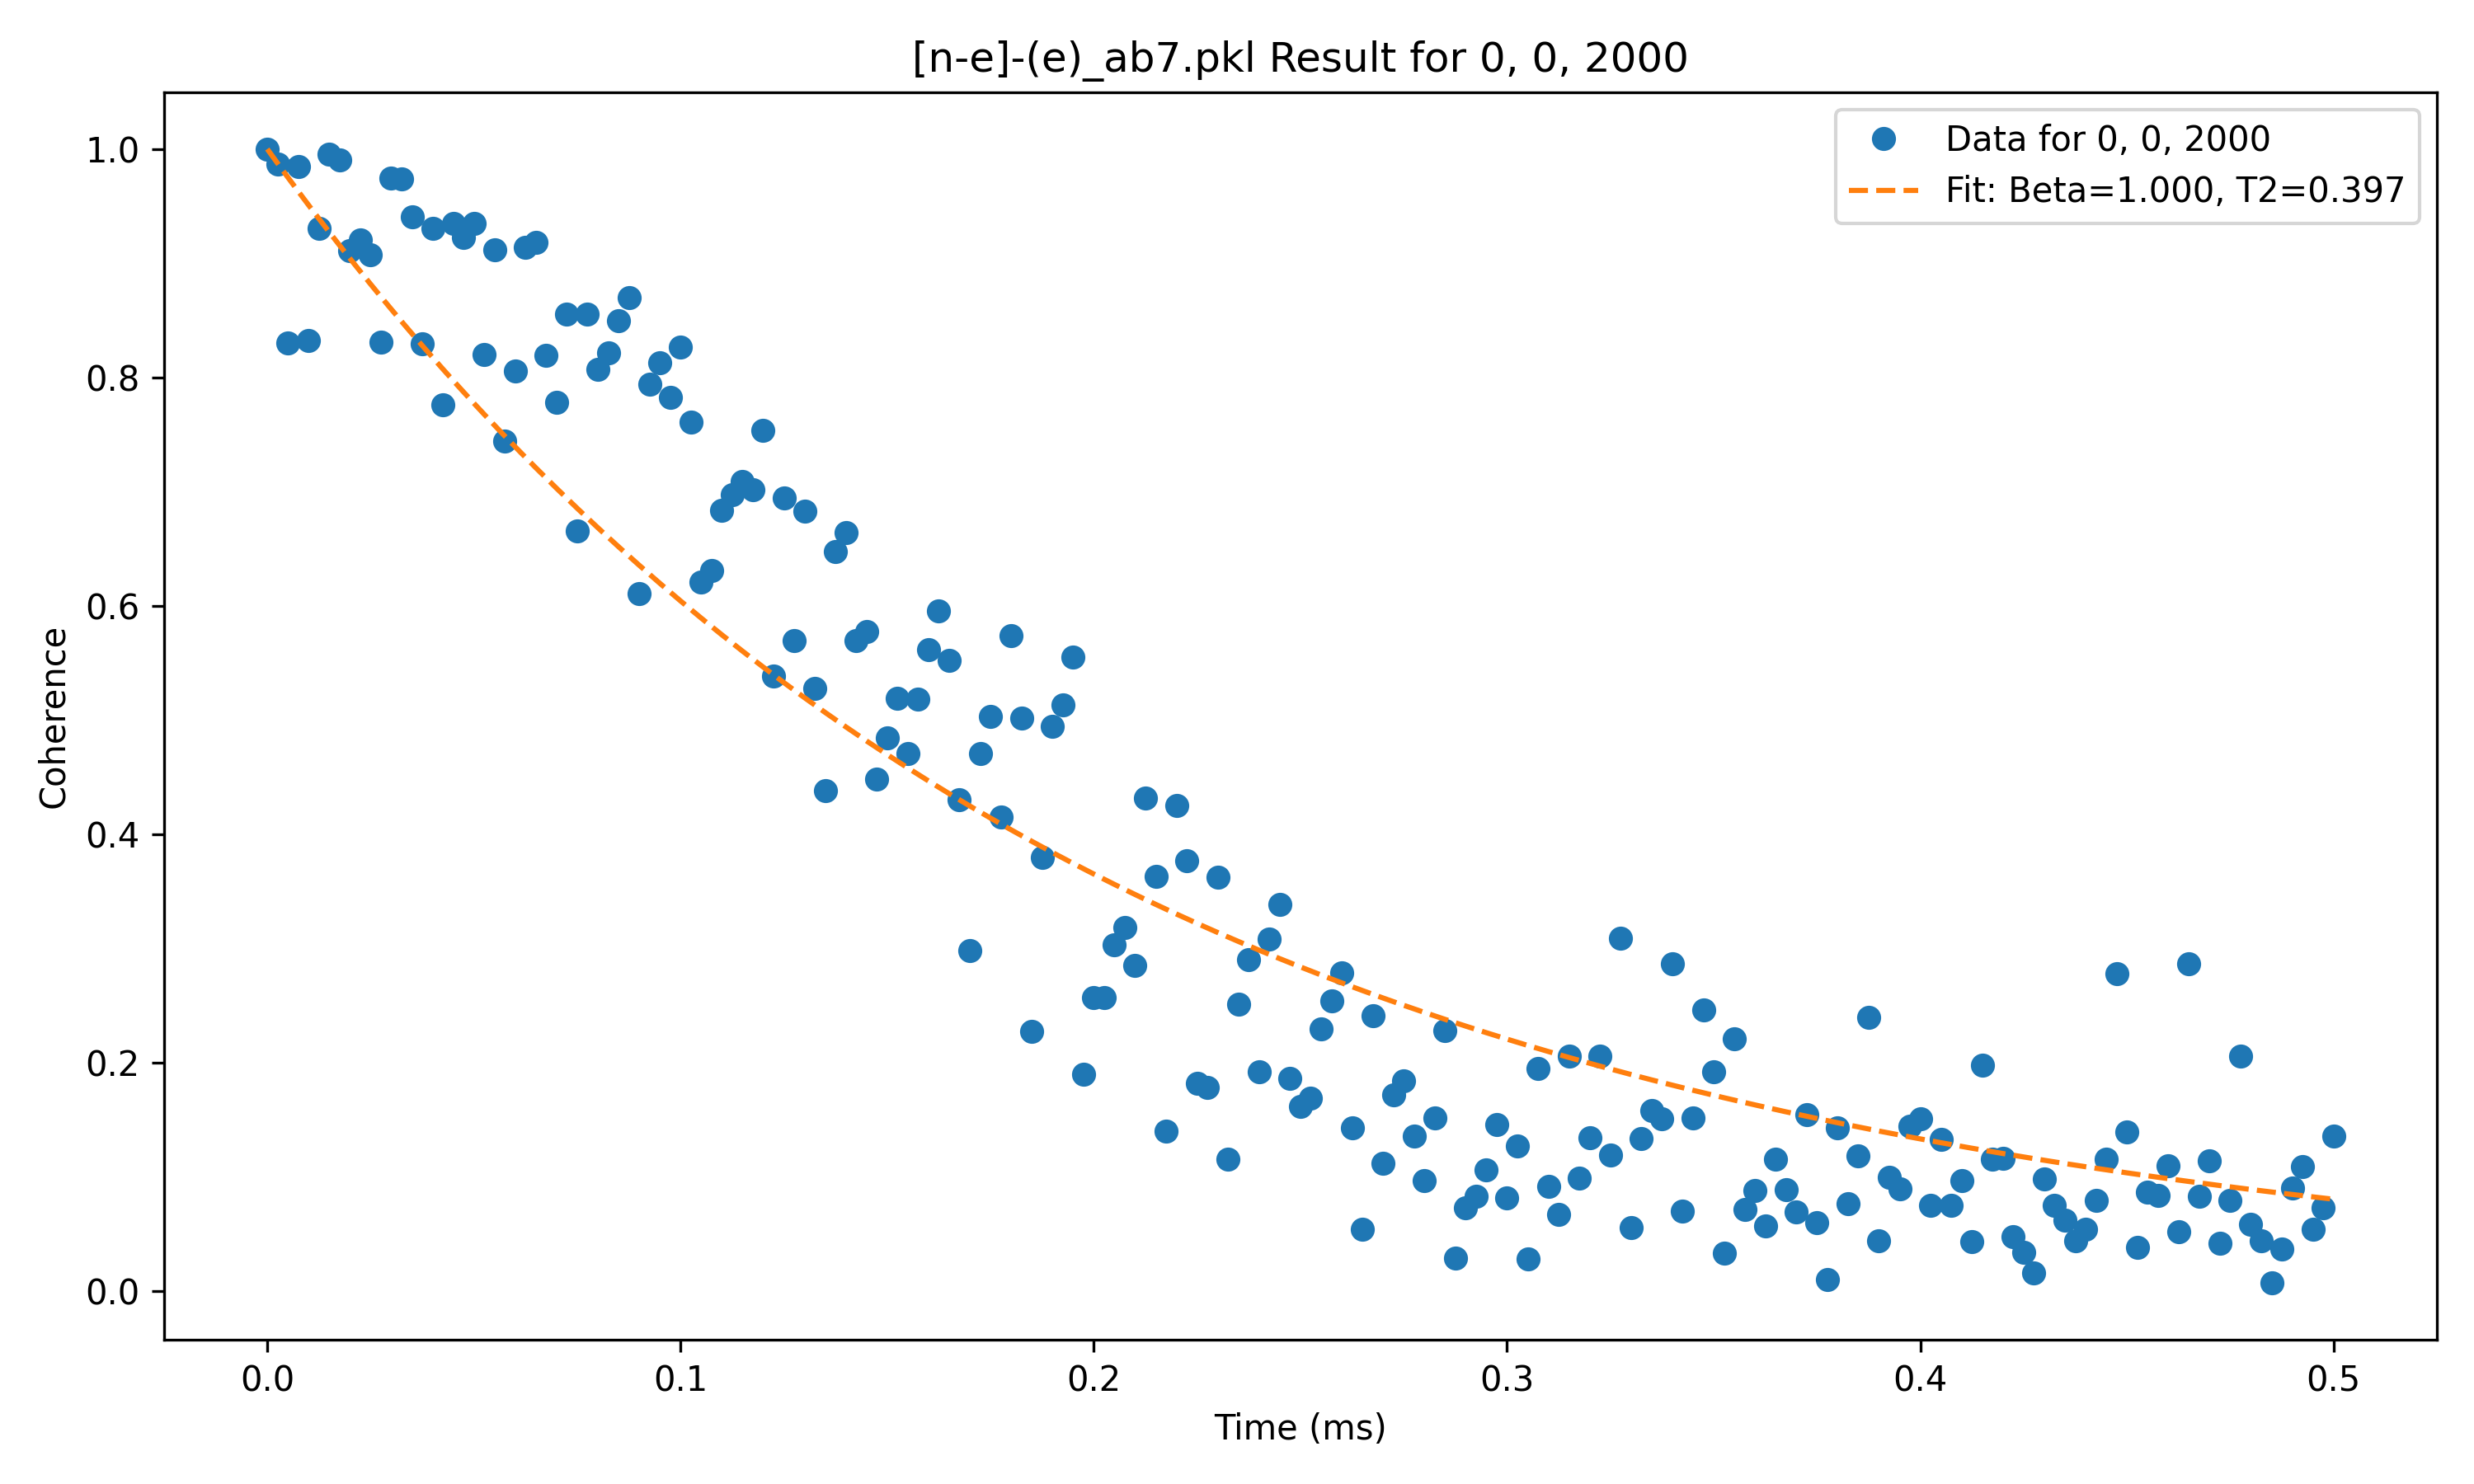 [n-e]-(e)_ab7.pkl Result for 0, 0, 2000
Data for 0, 0, 2000
Fit: Beta=1.000, T2=0.397
Coherence
1.0
0.8
0.6
0.4
0.2
0.0
0.0 0.1 0.2 0.3 0.4 0.5
Time (ms)